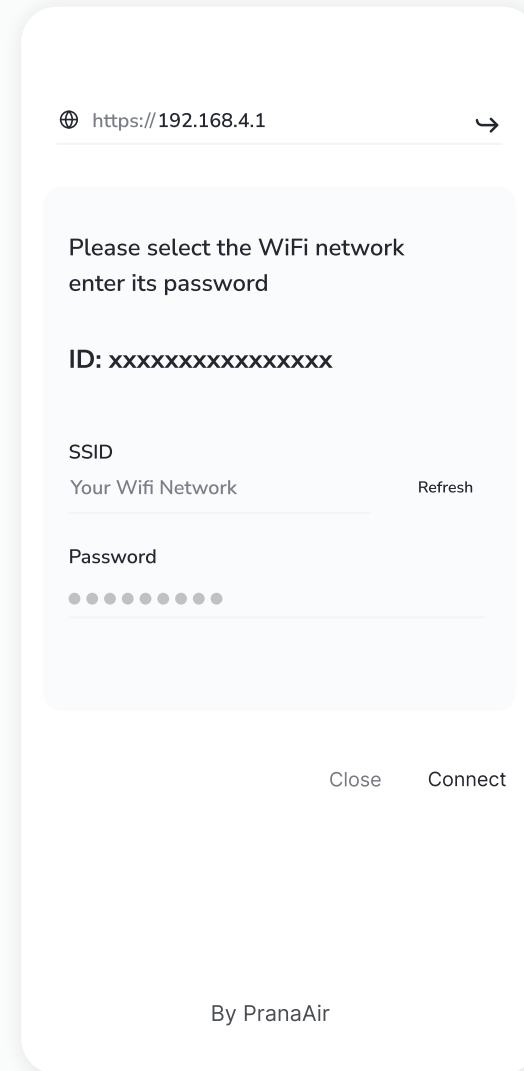 https://192.168.4.1
Please select the WiFi network
enter its password
ID: xxxxxxxxxxxxxxxx
SSID
Your Wifi Network
Refresh
Password
Close
Connect
By PranaAir